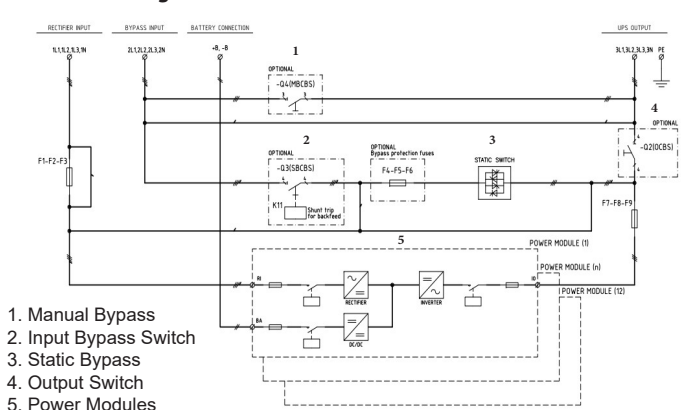 RECTIFIER INPUT
BYPASS INPUT
BATTERY CONNECTION
UPS OUTPUT
1L1,1L2,1L3,1N
2L1,2L2,2L3,2N
+B, -B
1
3L1,3L2,3L3,3N
PE
OPTIONAL
-Q4(MBCBS)
4
OPTIONAL
2
3
-Q2(OCBS)
OPTIONAL
-Q3(SBCBS)
OPTIONAL
Bypass protection fuses
STATIC SWITCH
F1-F2-F3
F4-F5-F6
K11
Shunt trip
for backfeed
F7-F8-F9
5
POWER MODULE (1)
POWER MODULE (n)
POWER MODULE (12)
RI
IO
RECTIFIER
INVERTER
BA
DC/DC
1. Manual Bypass
2. Input Bypass Switch
3. Static Bypass
4. Output Switch
5. Power Modules